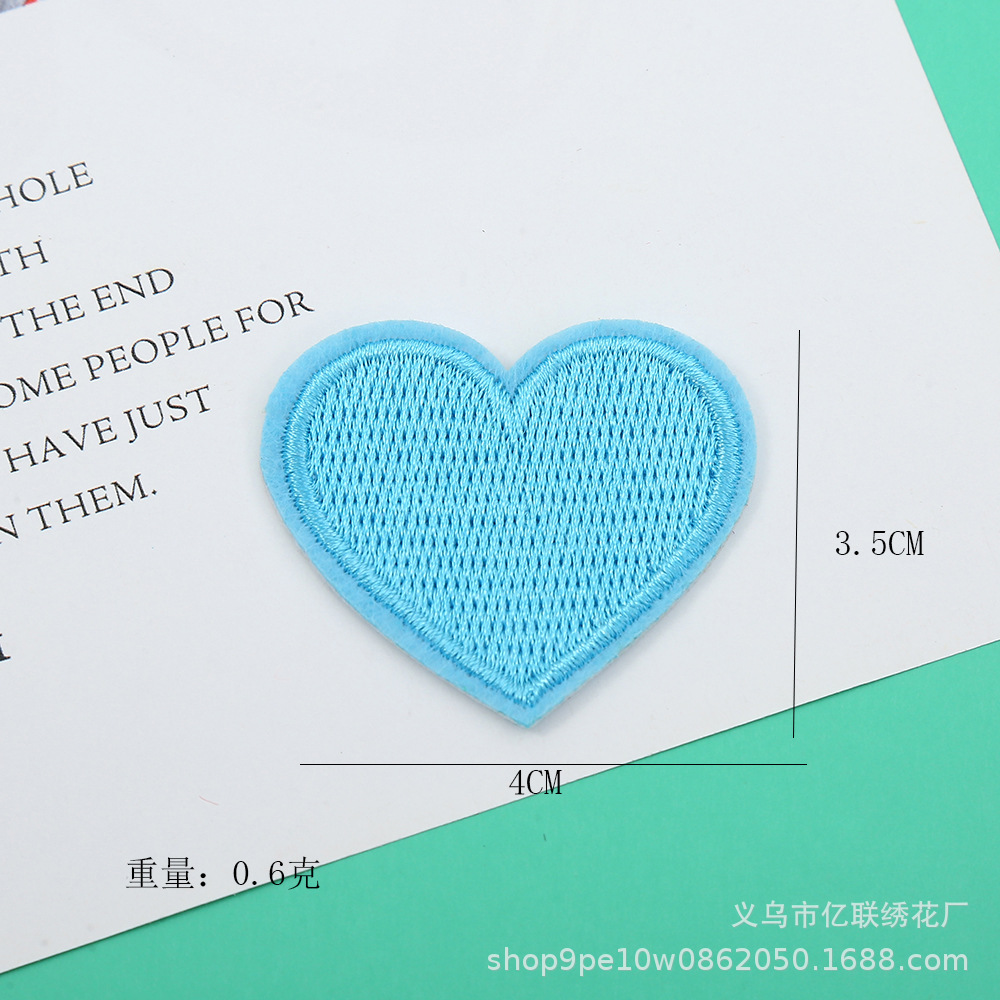 HOLE
TH
THE END
OME PEOPLE FOR
HAVE JUST
N THEM.
3.5CM
4CM
重量：0.6克
义乌市亿联绣花厂
shop9pe10w0862050.1688.com